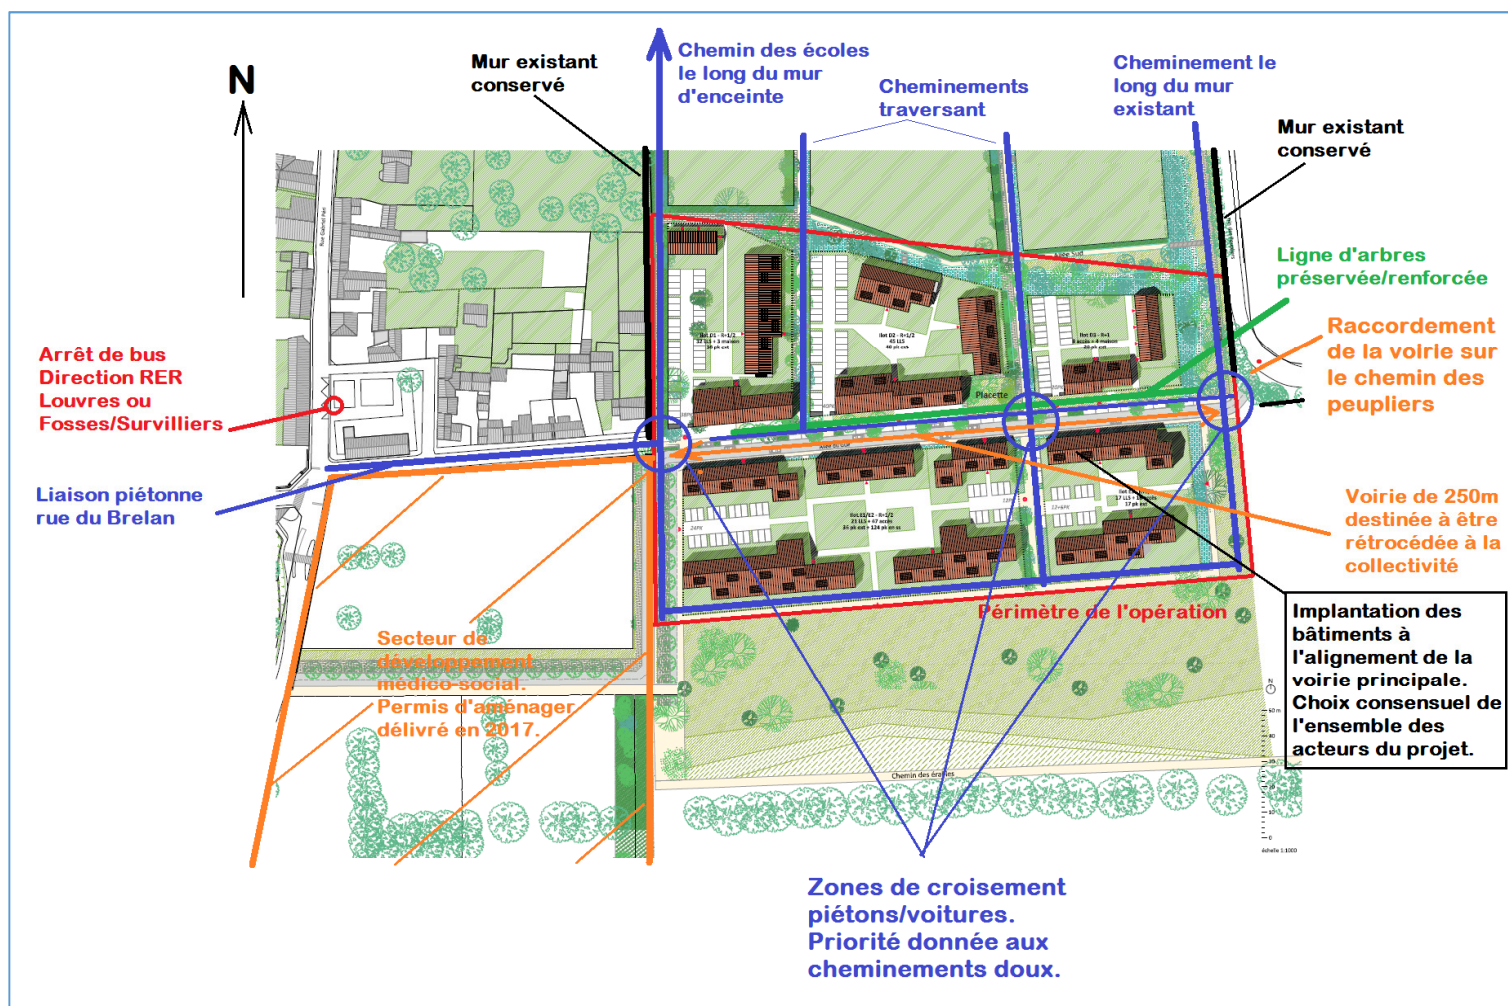 N
Mur existant
conservé
Chemin des écoles
le long du mur
d'enceinte
Cheminements
traversant
Cheminement le
long du mur
existant
Mur existant
conservé
Ligne d'arbres
préservée/renforcée
Raccordement
de la voirie sur
le chemin des
peupliers
Arrêt de bus
Direction RER
Louvres ou
Fosses/Survilliers
Liaison piétonne
rue du Brelan
Voirie de 250m
destinée à être
rétrocédée à la
collectivité
Placette
Périmètre de l'opération
Implantation des
bâtiments à
l'alignement de la
voirie principale.
Choix consensuel de
l'ensemble des
acteurs du projet.
Secteur de
développement
médico-social.
Permis d'aménager
délivré en 2017.
Chemin des érables
N
échelle 1:1000
Zones de croisement
piétons/voitures.
Priorité donnée aux
cheminements doux.